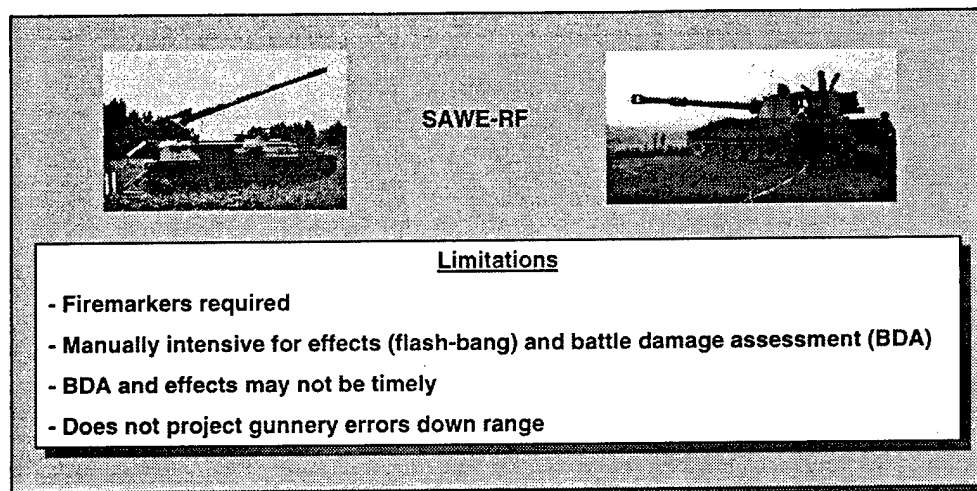 SAWE-RF
Limitations
- Firemarkers required
- Manually intensive for effects (flash-bang) and battle damage assessment (BDA)
- BDA and effects may not be timely
- Does not project gunnery errors down range